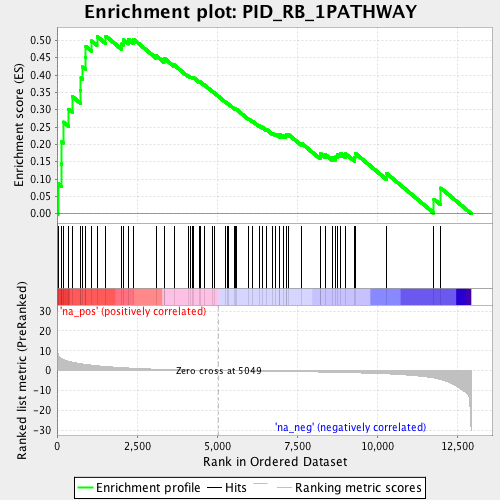 Enrichment plot: PID_RB_1PATHWAY
Enrichment score (ES)
0.50
0.45
0.40
0.35
0.30
0.25
0.20
0.15
0.10
0.05
0.00
'na_pos' (positively correlated)
Ranked list metric (PreRanked)
30
20
10
0
-10
-20
-30
Zero cross at 5049
'na_neg' (negatively correlated)
0 2,500 5,000 7,500 10,000 12,500
Rank in Ordered Dataset
Enrichment profile Hits Ranking metric scores